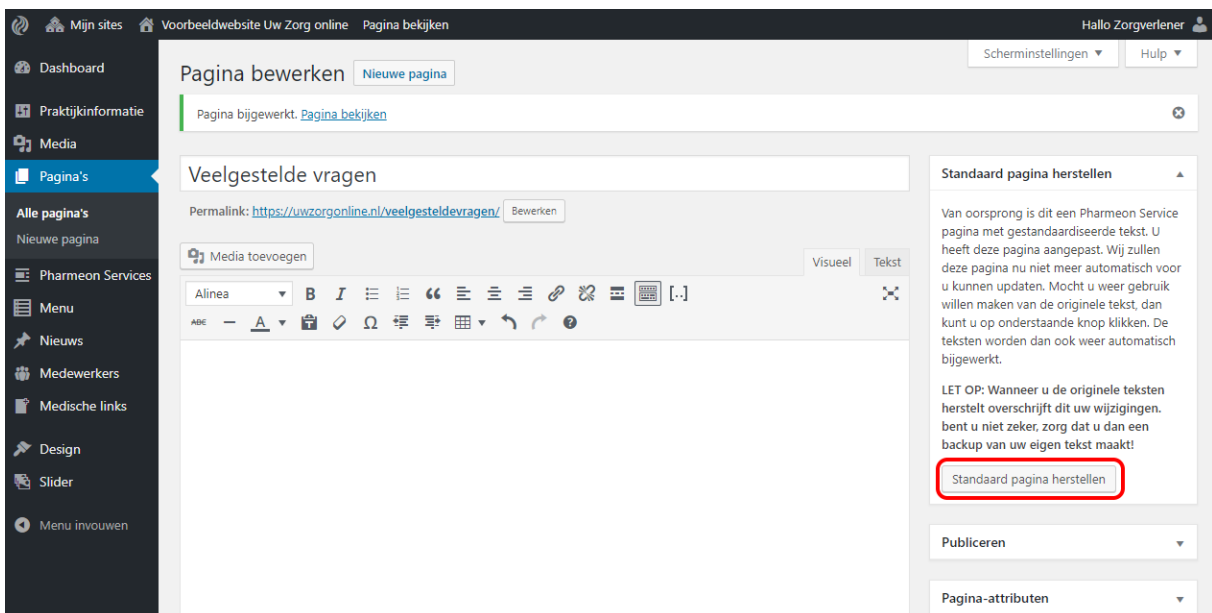 Mijn sites Voorbeeldwebsite Uw Zorg online Pagina bekijken Hallo Zorgverlener
Scherminstellingen ▼ Hulp ▼
Dashboard
Praktijkinformatie
Media
Pagina's
Alle pagina's
Nieuwe pagina
Pharmeon Services
Menu
Nieuws
Medewerkers
Medische links
Design
Slider
Menu invouwen
Pagina bewerken Nieuwe pagina
Pagina bijgewerkt. Pagina bekijken
Veelgestelde vragen
Permalink: https://uwzorgonline.nl/veelgesteldevragen/ Bewerken
Media toevoegen
Visueel Tekst
Alinea ▼ B I “ [..]
ABC — A ▼ Ω ▼ ?
Standaard pagina herstellen ▲
Van oorsprong is dit een Pharmeon Service
pagina met gestandaardiseerde tekst. U
heeft deze pagina aangepast. Wij zullen
deze pagina nu niet meer automatisch voor
u kunnen updaten. Mocht u weer gebruik
willen maken van de originele tekst, dan
kunt u op onderstaande knop klikken. De
teksten worden dan ook weer automatisch
bijgewerkt.
LET OP: Wanneer u de originele teksten
herstelt overschrijft dit uw wijzigingen.
bent u niet zeker, zorg dat u dan een
backup van uw eigen tekst maakt!
Standaard pagina herstellen
Publiceren ▼
Pagina-attributen ▼